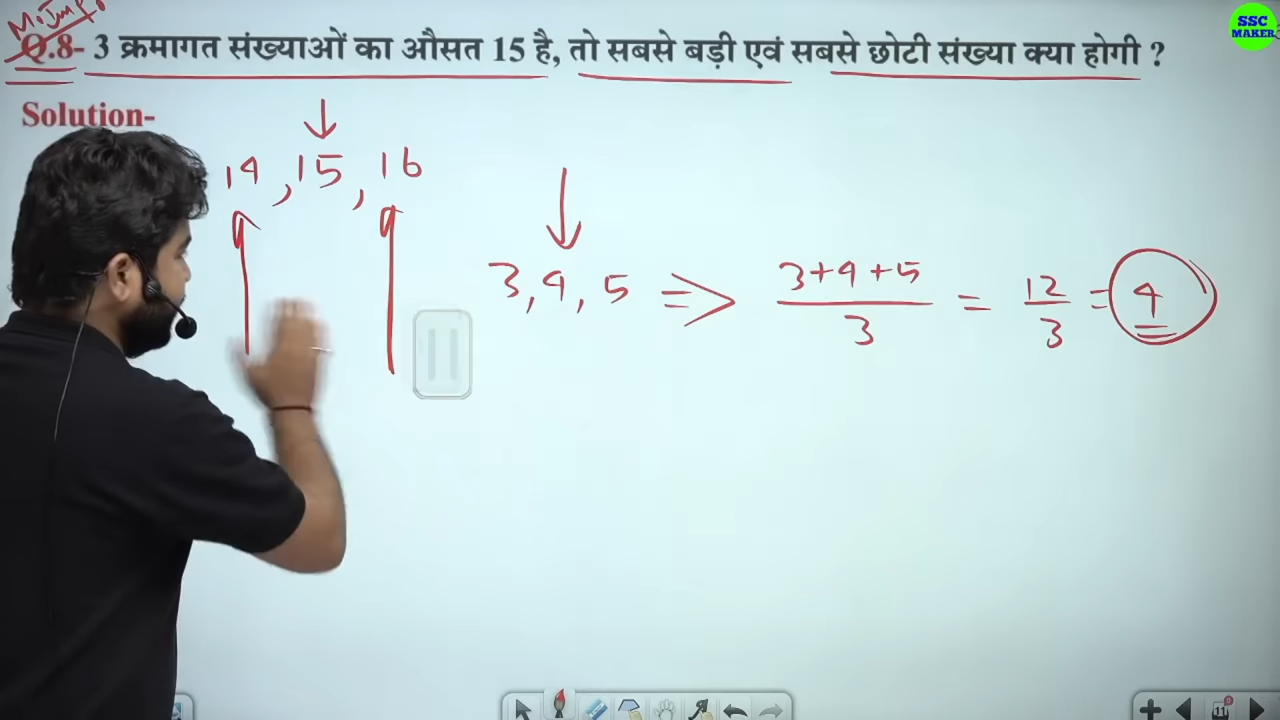 M.Imp.
Q.8- 3 क्रमागत संख्याओं का औसत 15 है, तो सबसे बड़ी एवं सबसे छोटी संख्या क्या होगी ?
SSC
MAKER
Solution-
14, 15, 16
3, 4, 5 => 3+4+5 / 3 = 12 / 3 = 4
11